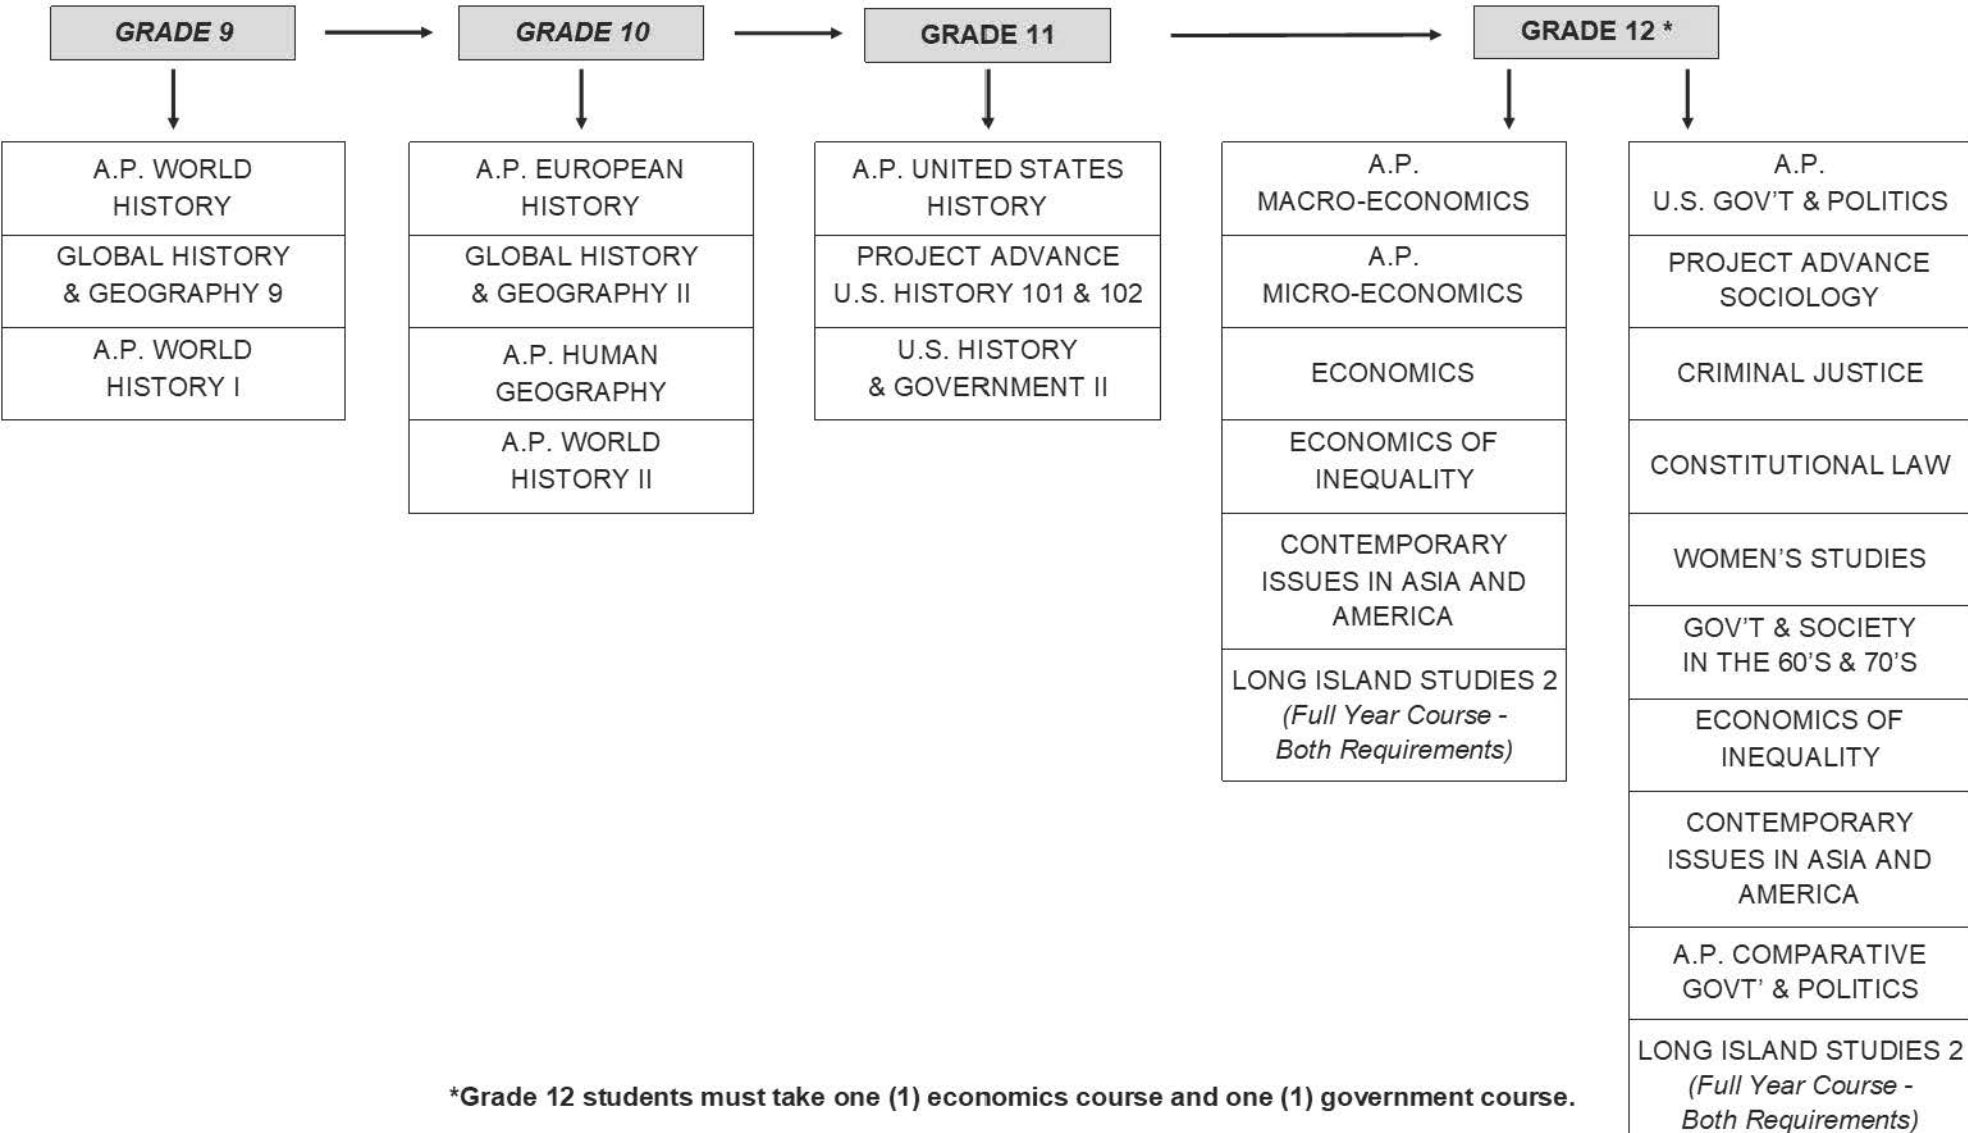 GRADE 9
GRADE 10
GRADE 11
GRADE 12 *
A.P. WORLD
HISTORY
GLOBAL HISTORY
& GEOGRAPHY 9
A.P. WORLD
HISTORY I
A.P. EUROPEAN
HISTORY
GLOBAL HISTORY
& GEOGRAPHY II
A.P. HUMAN
GEOGRAPHY
A.P. WORLD
HISTORY II
A.P. UNITED STATES
HISTORY
PROJECT ADVANCE
U.S. HISTORY 101 & 102
U.S. HISTORY
& GOVERNMENT II
A.P.
MACRO-ECONOMICS
A.P.
MICRO-ECONOMICS
ECONOMICS
ECONOMICS OF
INEQUALITY
CONTEMPORARY
ISSUES IN ASIA AND
AMERICA
LONG ISLAND STUDIES 2
(Full Year Course -
Both Requirements)
A.P.
U.S. GOV’T & POLITICS
PROJECT ADVANCE
SOCIOLOGY
CRIMINAL JUSTICE
CONSTITUTIONAL LAW
WOMEN’S STUDIES
GOV’T & SOCIETY
IN THE 60’S & 70’S
ECONOMICS OF
INEQUALITY
CONTEMPORARY
ISSUES IN ASIA AND
AMERICA
A.P. COMPARATIVE
GOVT’ & POLITICS
LONG ISLAND STUDIES 2
(Full Year Course -
Both Requirements)
*Grade 12 students must take one (1) economics course and one (1) government course.